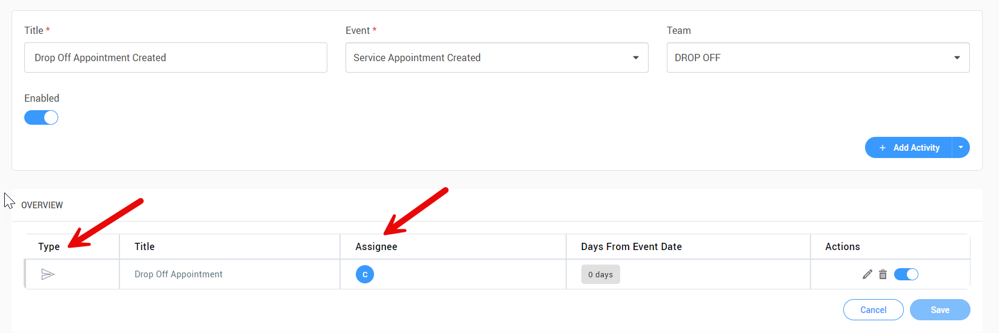 Title *
Event *
Team
Drop Off Appointment Created
Service Appointment Created
DROP OFF
Enabled
+ Add Activity
OVERVIEW
Type
Title
Assignee
Days From Event Date
Actions
Drop Off Appointment
C
0 days
Cancel
Save